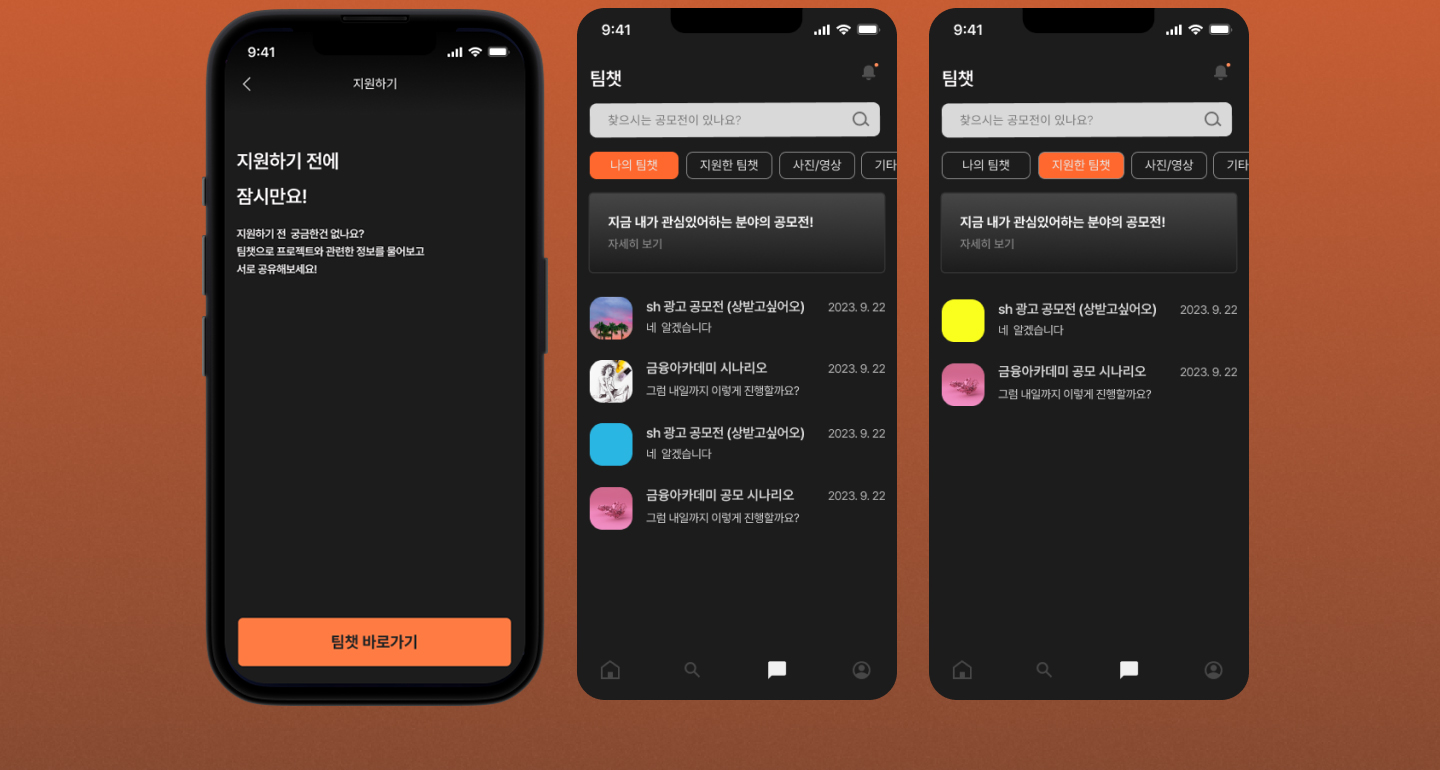 9:41
지원하기
지원하기 전에
잠시만요!
지원하기 전 궁금한건 없나요?
팀챗으로 프로젝트와 관련한 정보를 물어보고
서로 공유해보세요!
팀챗 바로가기
9:41
팀챗
찾으시는 공모전이 있나요?
나의 팀챗 지원한 팀챗 사진/영상 기타
지금 내가 관심있어하는 분야의 공모전!
자세히 보기
sh 광고 공모전 (상받고싶어오) 2023. 9. 22
네 알겠습니다
금융아카데미 시나리오 2023. 9. 22
그럼 내일까지 이렇게 진행할까요?
sh 광고 공모전 (상받고싶어오) 2023. 9. 22
네 알겠습니다
금융아카데미 공모 시나리오 2023. 9. 22
그럼 내일까지 이렇게 진행할까요?
9:41
팀챗
찾으시는 공모전이 있나요?
나의 팀챗 지원한 팀챗 사진/영상 기타
지금 내가 관심있어하는 분야의 공모전!
자세히 보기
sh 광고 공모전 (상받고싶어오) 2023. 9. 22
네 알겠습니다
금융아카데미 공모 시나리오 2023. 9. 22
그럼 내일까지 이렇게 진행할까요?